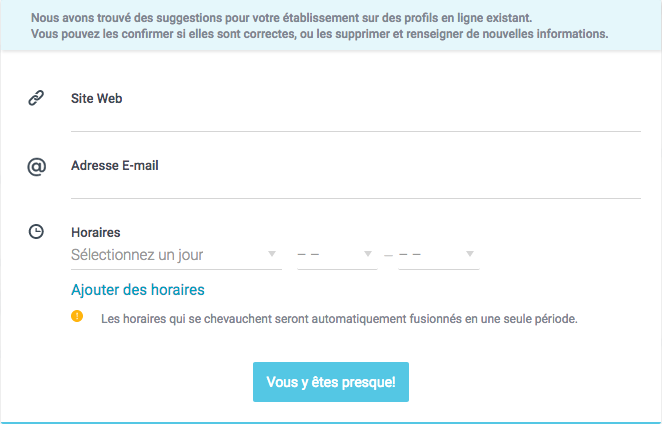 Nous avons trouvé des suggestions pour votre établissement sur des profils en ligne existant.
Vous pouvez les confirmer si elles sont correctes, ou les supprimer et renseigner de nouvelles informations.
Site Web
@ Adresse E-mail
Horaires
Sélectionnez un jour – – – – –
Ajouter des horaires
! Les horaires qui se chevauchent seront automatiquement fusionnés en une seule période.
Vous y êtes presque!